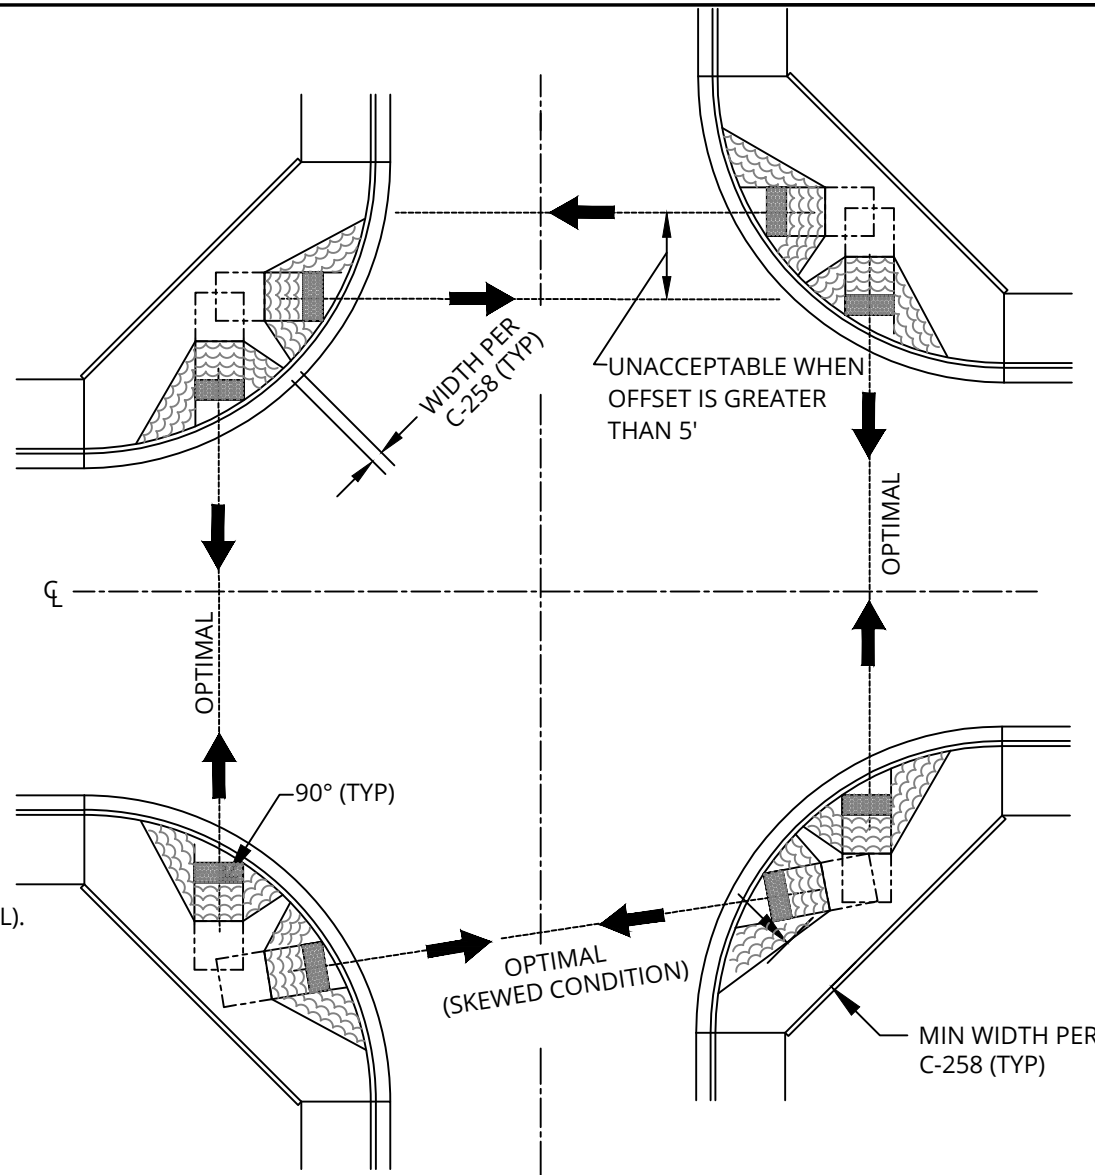 WIDTH PER
C-258 (TYP)
UNACCEPTABLE WHEN
OFFSET IS GREATER
THAN 5'
OPTIMAL
℄
OPTIMAL
90° (TYP)
L).
OPTIMAL
(SKEWED CONDITION)
MIN WIDTH PER
C-258 (TYP)